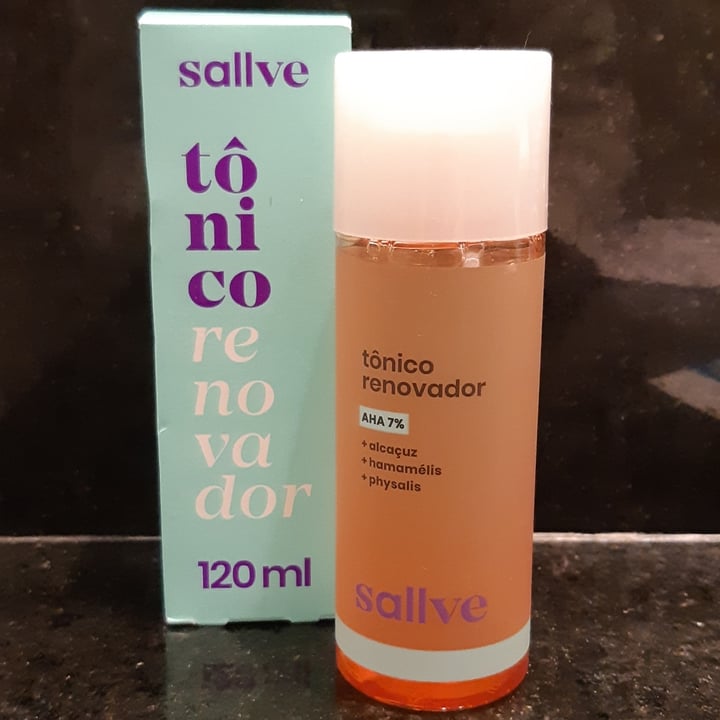 sallve
tô
ni
co
re
no
va
dor
120 ml
tônico
renovador
AHA 7%
+alcaçuz
+hamamélis
+physalis
sallve